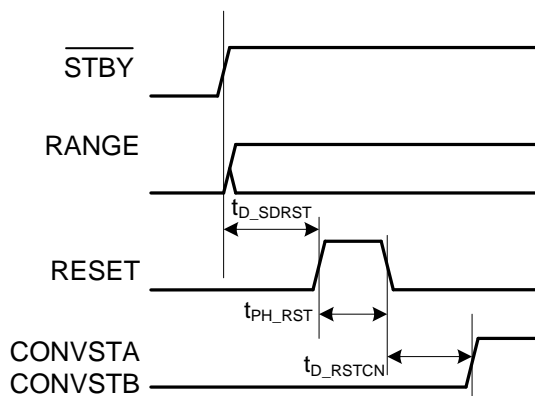 STBY
RANGE
tD_SDRST
RESET
tPH_RST
CONVSTA
tD_RSTCN
CONVSTB